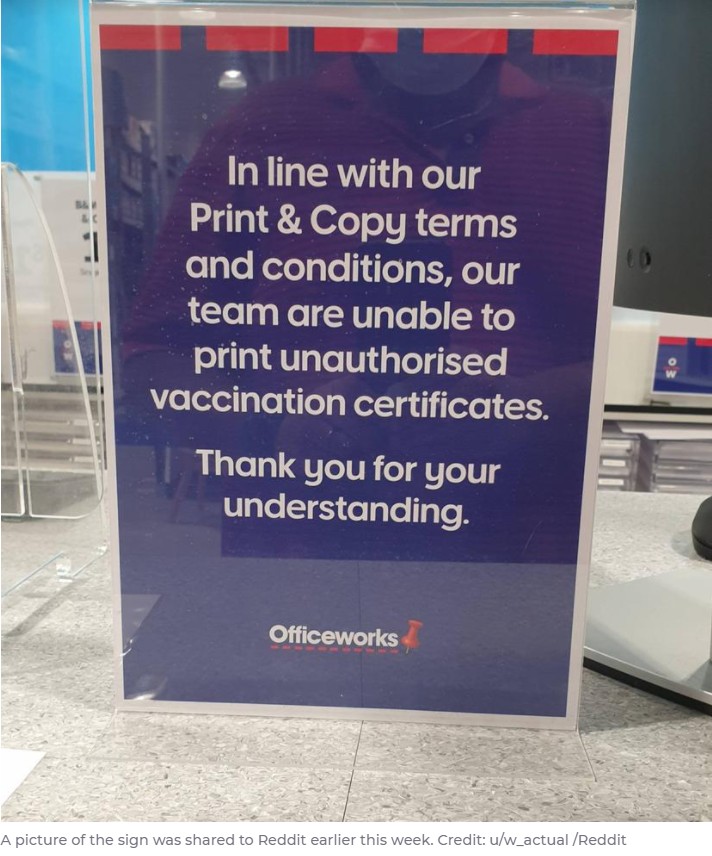 In line with our
Print & Copy terms
and conditions, our
team are unable to
print unauthorised
vaccination certificates.
Thank you for your
understanding.
Officeworks
O
W
A picture of the sign was shared to Reddit earlier this week. Credit: u/w_actual /Reddit